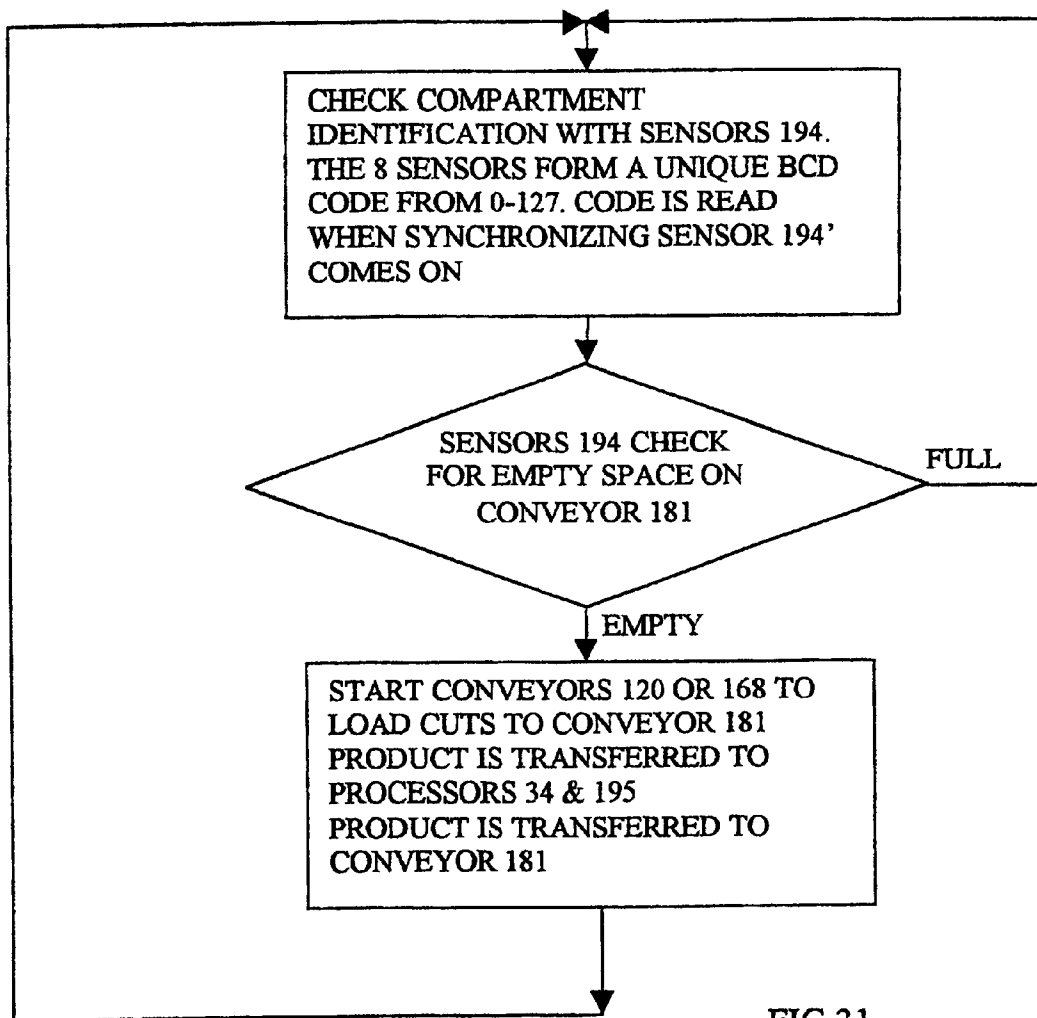 CHECK COMPARTMENT
IDENTIFICATION WITH SENSORS 194.
THE 8 SENSORS FORM A UNIQUE BCD
CODE FROM 0-127. CODE IS READ
WHEN SYNCHRONIZING SENSOR 194'
COMES ON
SENSORS 194 CHECK
FOR EMPTY SPACE ON
CONVEYOR 181
FULL
EMPTY
START CONVEYORS 120 OR 168 TO
LOAD CUTS TO CONVEYOR 181
PRODUCT IS TRANSFERRED TO
PROCESSORS 34 & 195
PRODUCT IS TRANSFERRED TO
CONVEYOR 181
FIG 31